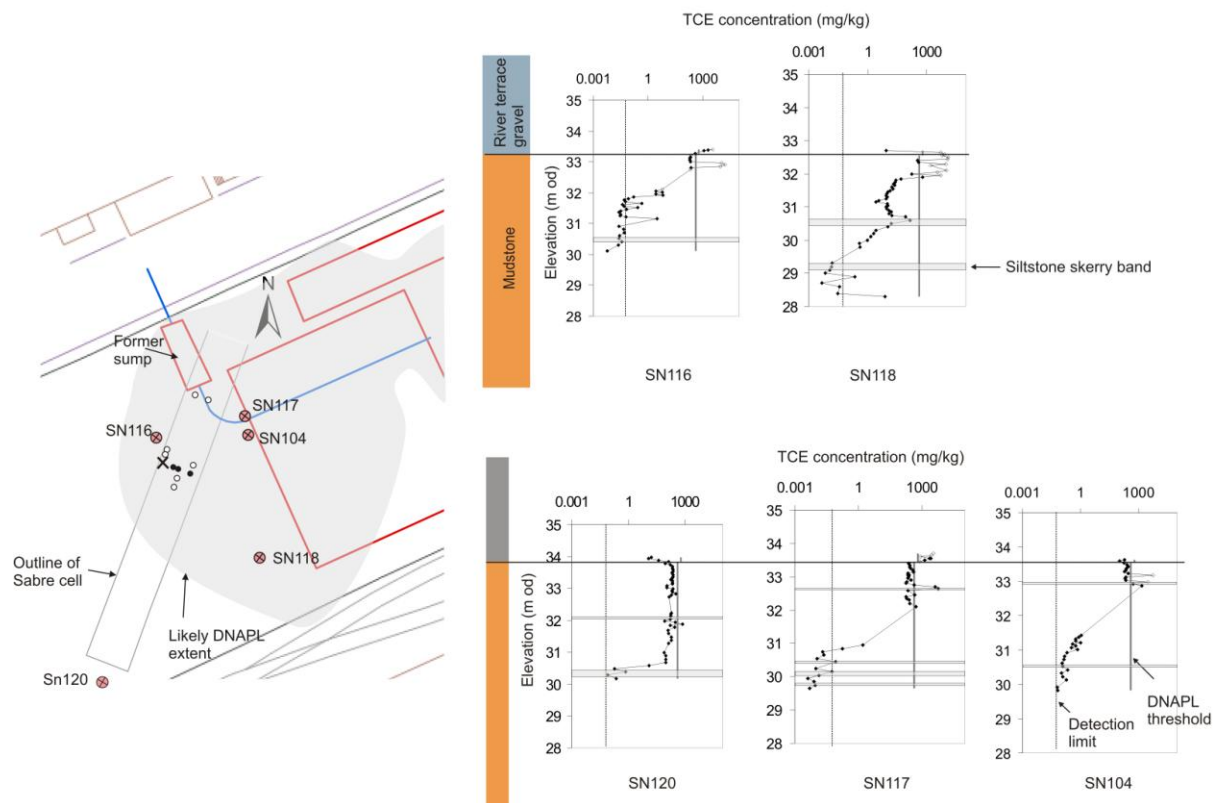 N
Former
sump
SN117
SN116
SN104
SN118
Outline of
Sabre cell
Likely DNAPL
extent
Sn120
TCE concentration (mg/kg)
River terrace
gravel
Mudstone
0.001 1 1000
35
34
33
32
31
30
29
28
Elevation (m od)
SN116
0.001 1 1000
35
34
33
32
31
30
29
28
Siltstone skerry band
SN118
TCE concentration (mg/kg)
0.001 1 1000
35
34
33
32
31
30
29
28
Elevation (m od)
SN120
0.001 1 1000
35
34
33
32
31
30
29
28
SN117
0.001 1 1000
35
34
33
32
31
30
29
28
DNAPL
threshold
Detection
limit
SN104